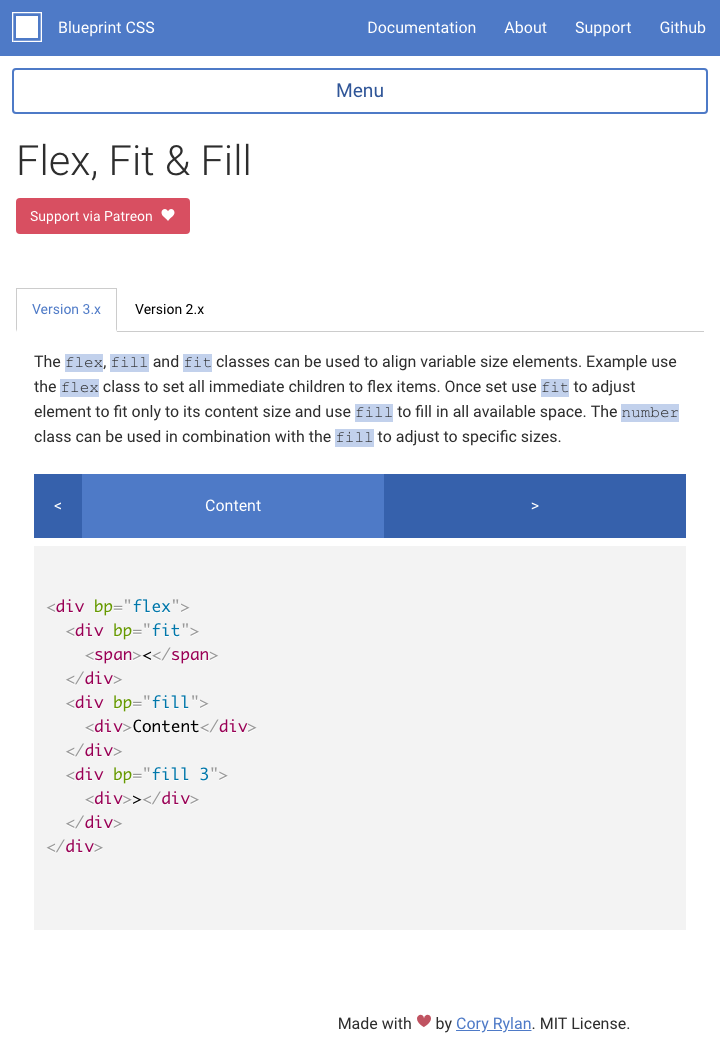 Blueprint CSS Documentation About Support Github
Menu
Flex, Fit & Fill
Support via Patreon
Version 3.x Version 2.x
The flex, fill and fit classes can be used to align variable size elements. Example use
the flex class to set all immediate children to flex items. Once set use fit to adjust
element to fit only to its content size and use fill to fill in all available space. The number
class can be used in combination with the fill to adjust to specific sizes.
< Content >
<div bp="flex">
  <div bp="fit">
    <span><</span>
  </div>
  <div bp="fill">
    <div>Content</div>
  </div>
  <div bp="fill 3">
    <div>></div>
  </div>
</div>
Made with ♥ by Cory Rylan. MIT License.